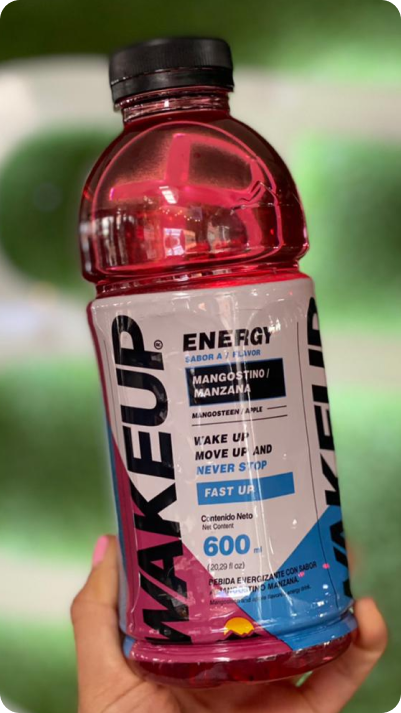 WAKEUP®
ENERGY
SABOR A / FLAVOR
MANGOSTINO /
MANZANA
MANGOSTEEN / APPLE
WAKE UP
MOVE UP AND
NEVER STOP
FAST UP
Contenido Neto
Net Content
600 ml
(20,29 fl oz)
BEBIDA ENERGIZANTE CON SABOR
A MANGOSTINO MANZANA
WAKEUP